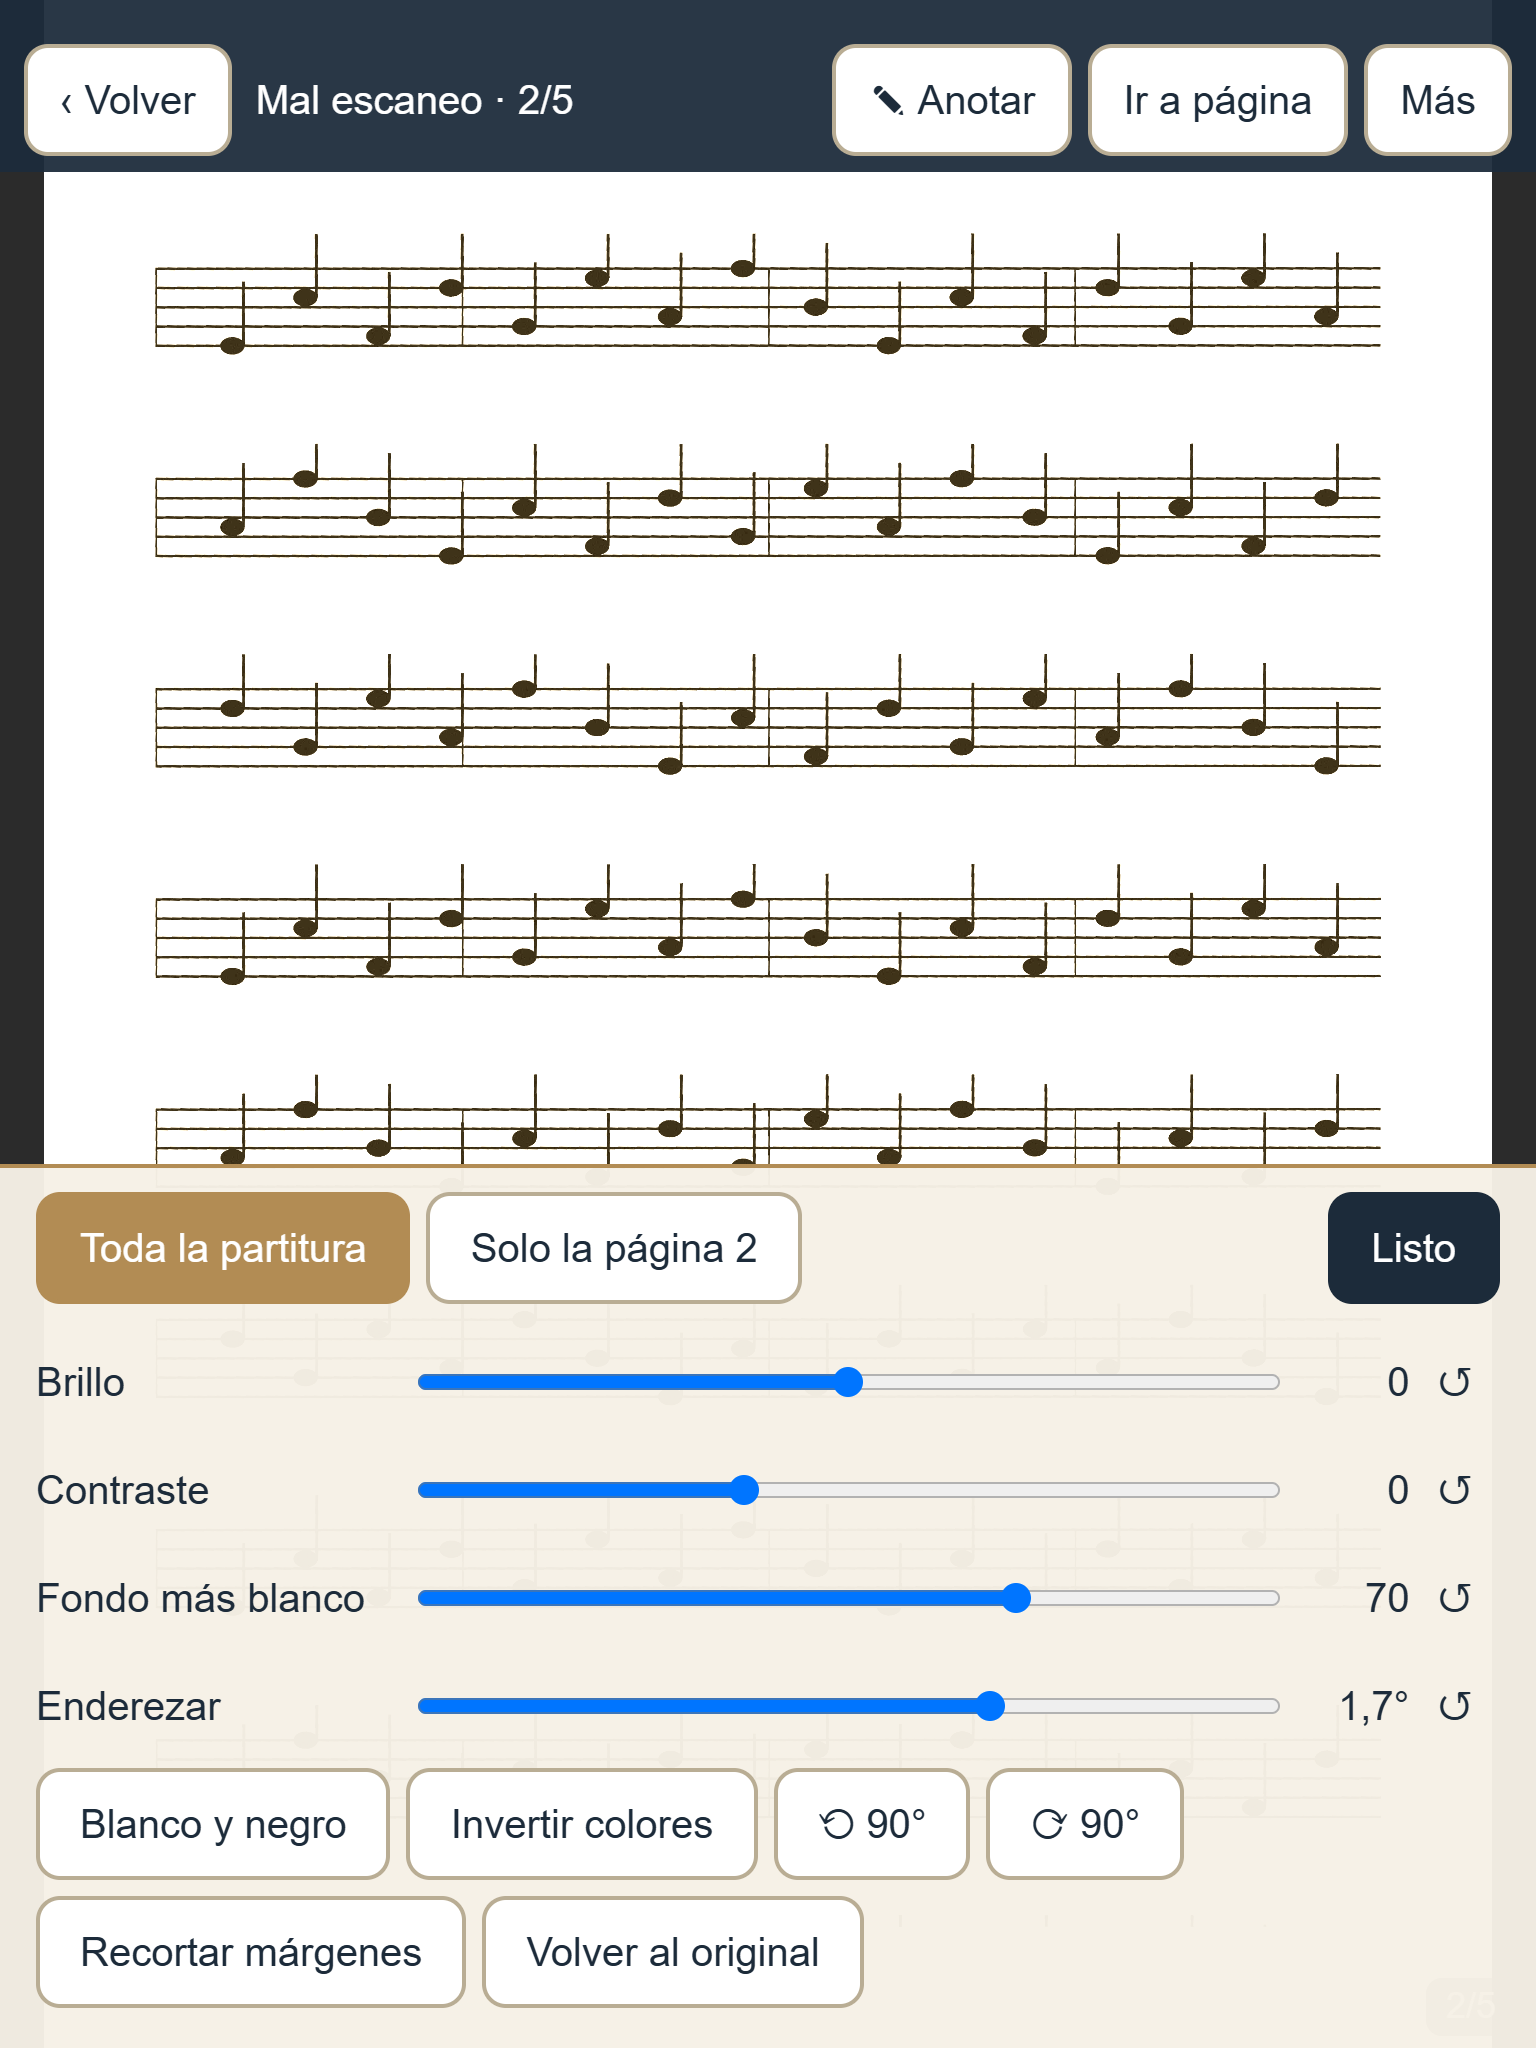 ‹ Volver
Mal escaneo · 2/5
Anotar
Ir a página
Más
Toda la partitura
Solo la página 2
Listo
Brillo 0
Contraste 0
Fondo más blanco 70
Enderezar 1,7°
Blanco y negro
Invertir colores
90°
90°
Recortar márgenes
Volver al original
2/5